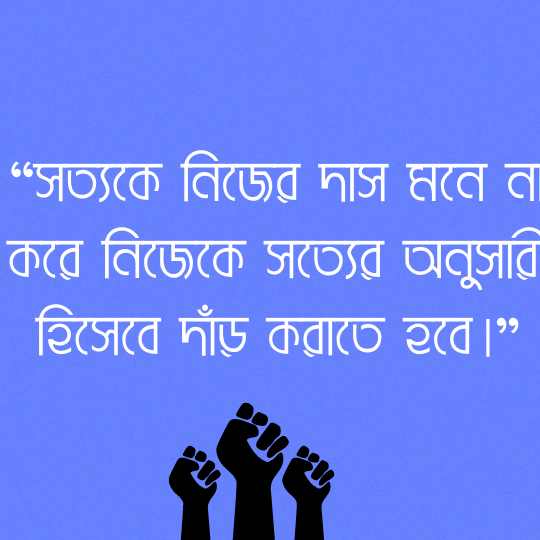 “সত্যকে নিজের দাস মনে না
করে নিজেকে সত্যের অনুসারি
হিসেবে দাঁড় করাতে হবে।”